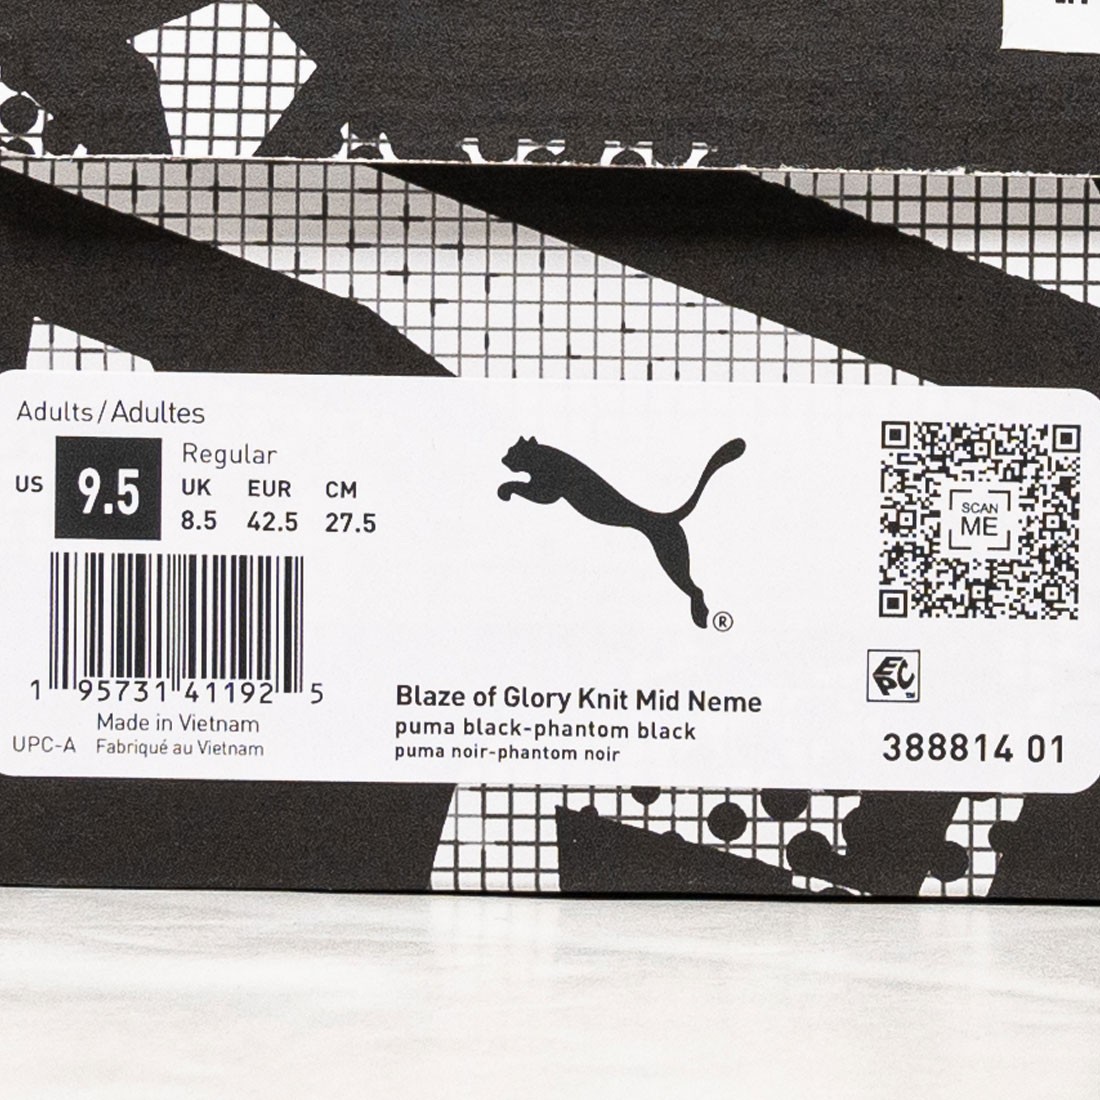 Adults/Adultes
US 9.5
Regular
UK EUR CM
8.5 42.5 27.5
SCAN
ME
®
1 95731 41192 5
Made in Vietnam
UPC-A Fabriqué au Vietnam
Blaze of Glory Knit Mid Neme
puma black-phantom black
puma noir-phantom noir
EPC™
388814 01